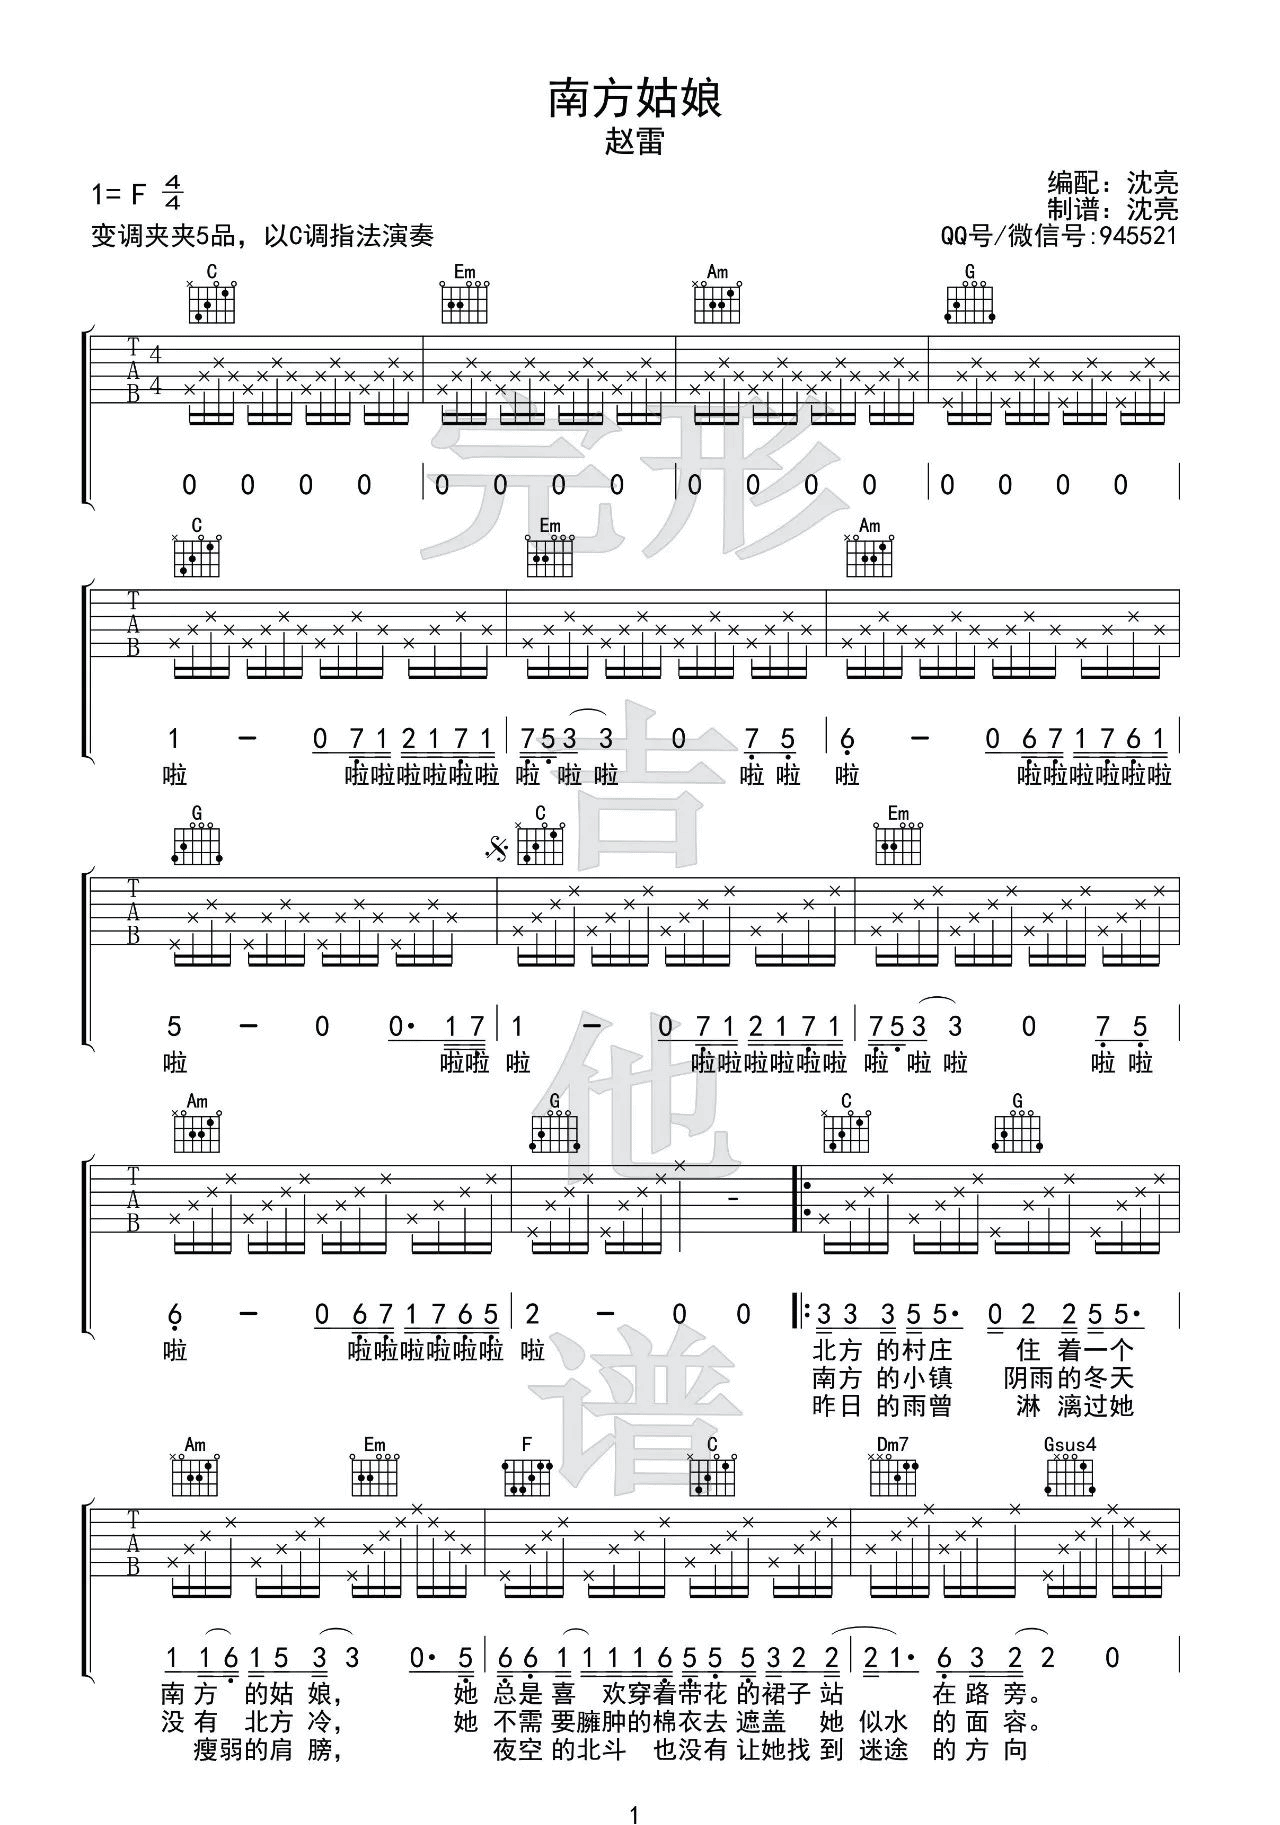 南方姑娘
赵雷
1= F 4/4
编配：沈亮
制谱：沈亮
变调夹夹5品，以C调指法演奏
QQ号/微信号:945521
C Em Am G
T A B 4 4
0 0 0 0 0 0 0 0 0 0 0 0 0 0 0 0
C Em Am
T A B
1 - 0 7 1 2 1 7 1 7 5 3 3 0 7 5 6 - 0 6 7 1 7 6 1
啦 啦啦啦啦啦啦 啦 啦 啦 啦 啦 啦 啦啦啦啦啦啦
G C Em
T A B
5 - 0 0· 1 7 1 - 0 7 1 2 1 7 1 7 5 3 3 0 7 5
啦 啦啦 啦 啦啦啦啦啦啦 啦 啦 啦 啦 啦
Am G C G
T A B
6 - 0 6 7 1 7 6 5 2 - 0 0 3 3 3 5 5· 0 2 2 5 5·
啦 啦啦啦啦啦啦 啦 北方 的村庄 住 着一个
南方 的小镇 阴雨的冬天
昨日 的雨曾 淋 漓过她
Am Em F C Dm7 Gsus4
T A B
1 1 6 1 5 3 3 0· 5 6 6 1 1 1 1 6 5 5 5 3 2 2 2 2 1· 6 3 2 2 0
南方 的姑 娘， 她 总是喜 欢穿着带花的裙子站 在路 旁。
没有 北方冷， 她 不需要臃肿的棉衣去遮盖 她 似水 的面容。
瘦弱的肩 膀， 夜空的北斗 也没有让她找到 迷途 的方向
1
完形吉他谱